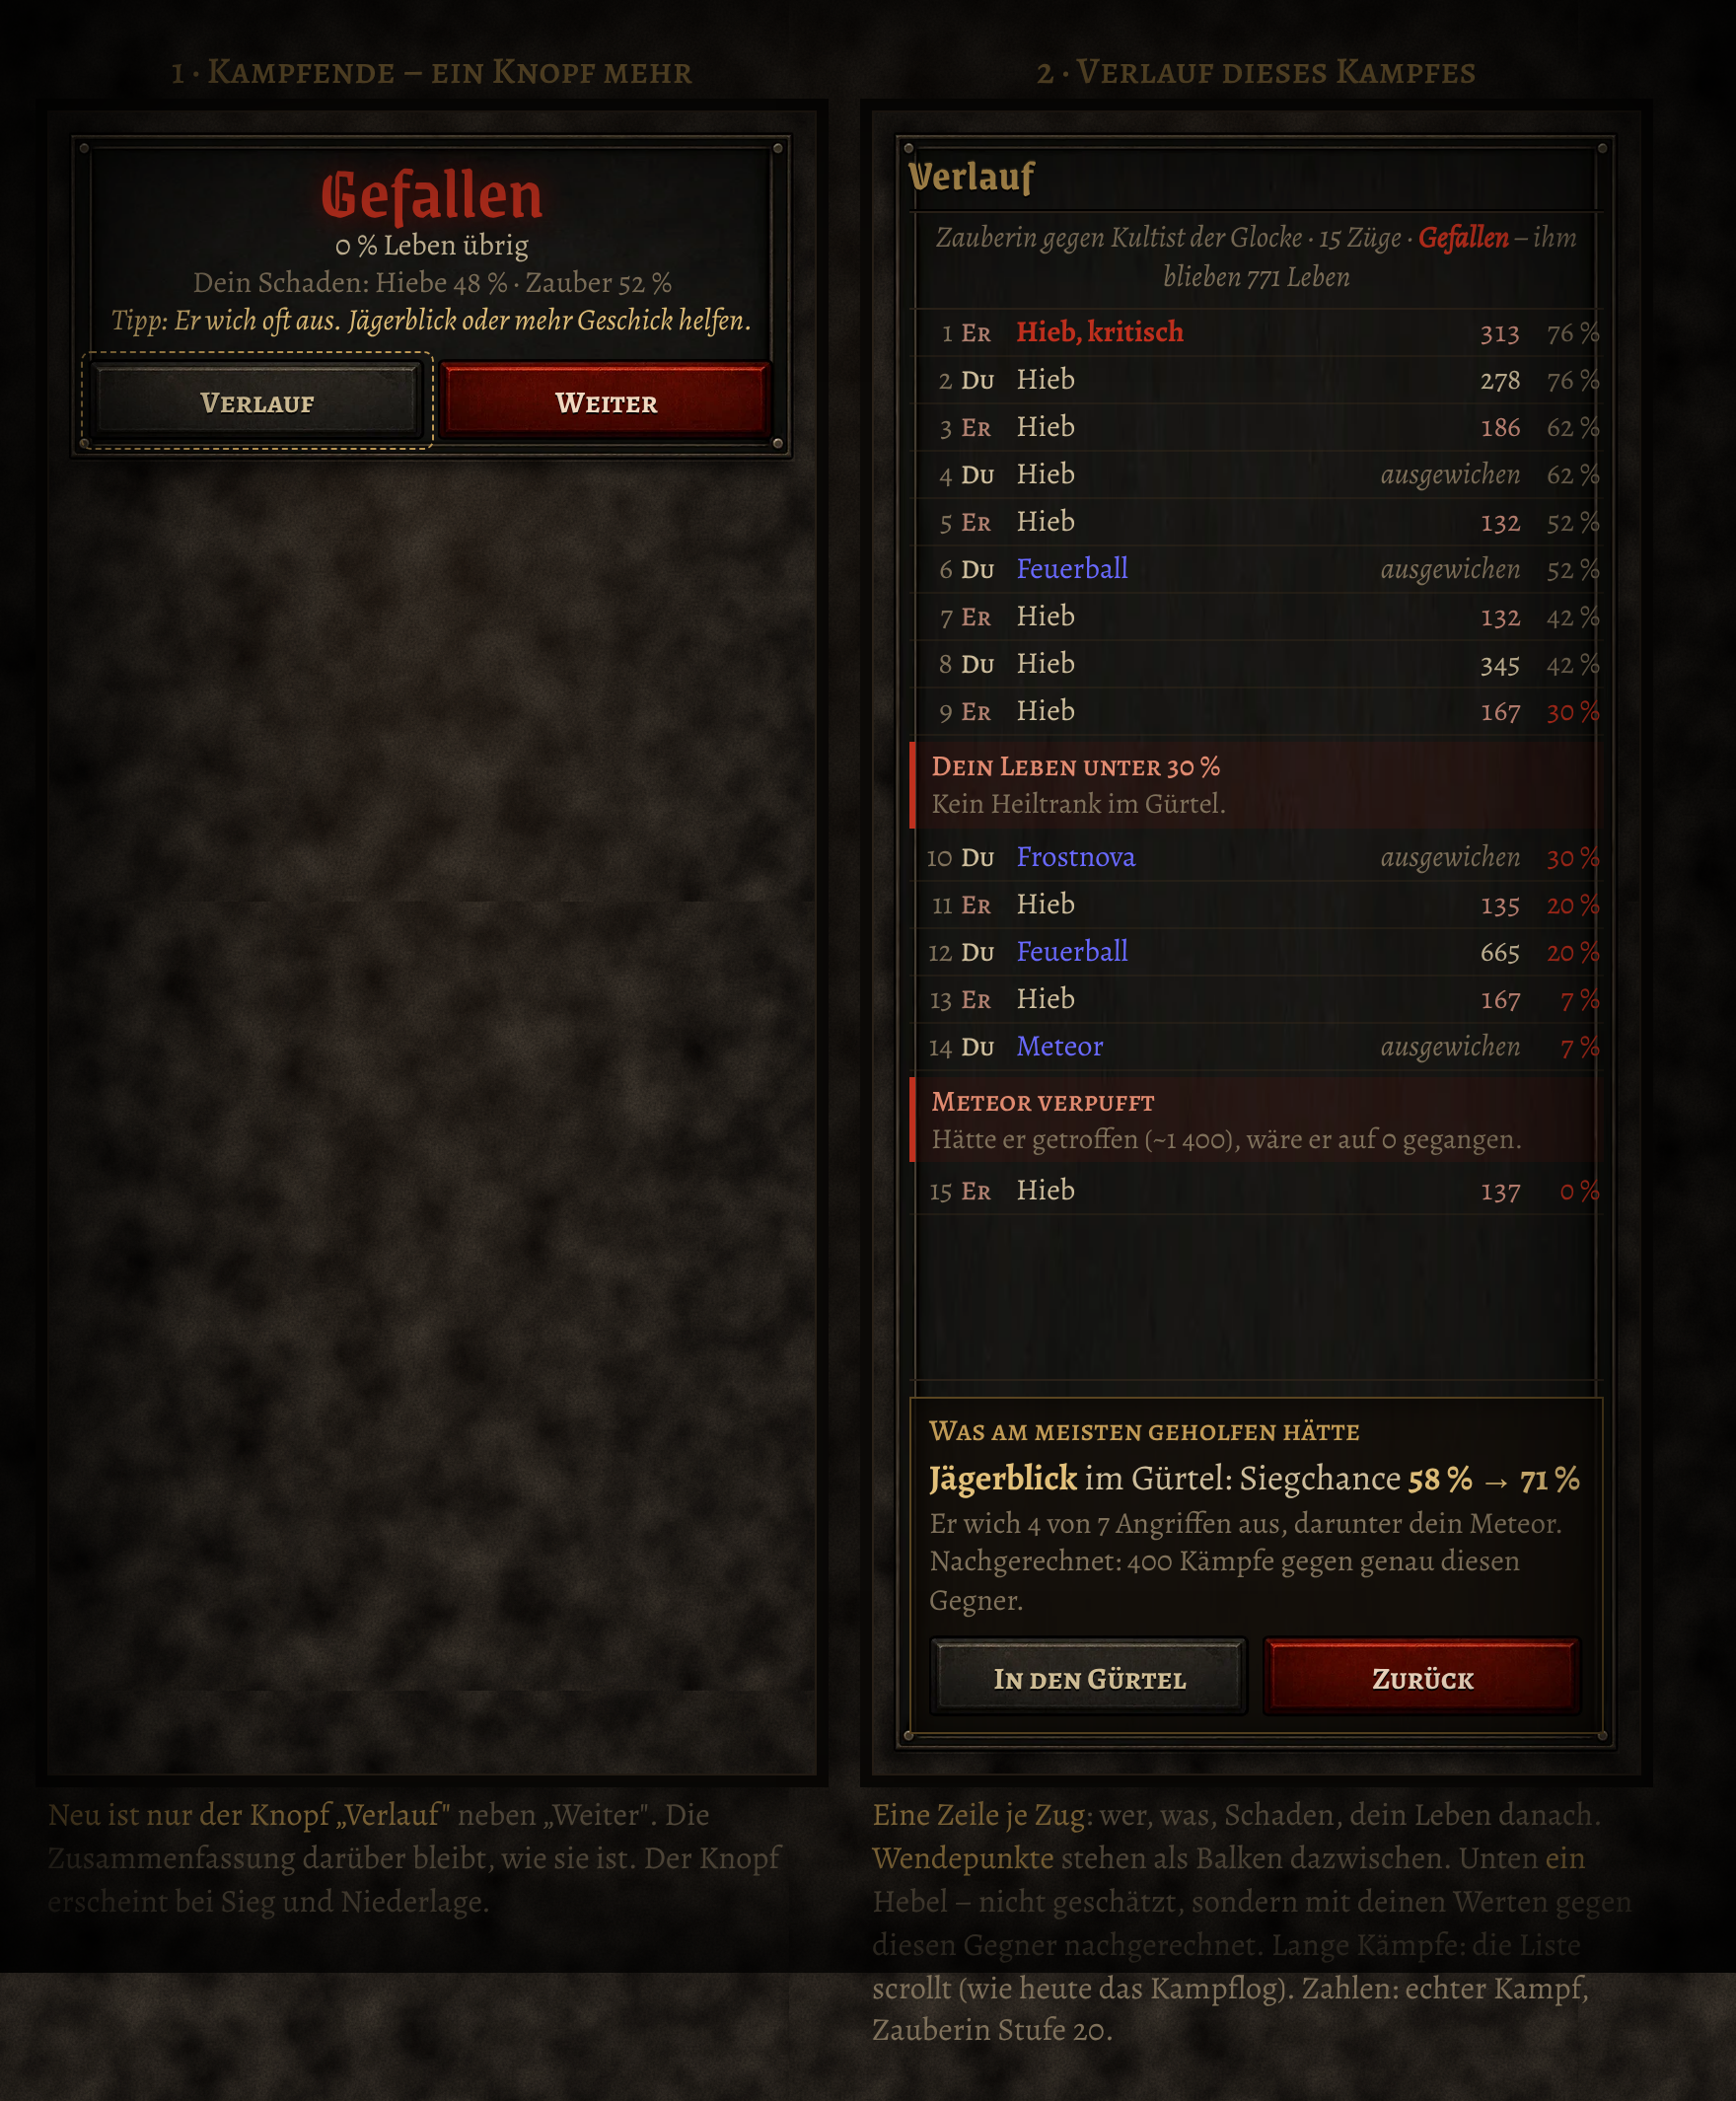 1 · Kampfende – ein Knopf mehr
Gefallen
0 % Leben übrig
Dein Schaden: Hiebe 48 % · Zauber 52 %
Tipp: Er wich oft aus. Jägerblick oder mehr Geschick helfen.
Verlauf
Weiter
Neu ist nur der Knopf „Verlauf" neben „Weiter". Die
Zusammenfassung darüber bleibt, wie sie ist. Der Knopf
erscheint bei Sieg und Niederlage.
2 · Verlauf dieses Kampfes
Verlauf
Zauberin gegen Kultist der Glocke · 15 Züge · Gefallen – ihm
blieben 771 Leben
1 Er Hieb, kritisch 313 76 %
2 Du Hieb 278 76 %
3 Er Hieb 186 62 %
4 Du Hieb ausgewichen 62 %
5 Er Hieb 132 52 %
6 Du Feuerball ausgewichen 52 %
7 Er Hieb 132 42 %
8 Du Hieb 345 42 %
9 Er Hieb 167 30 %
Dein Leben unter 30 %
Kein Heiltrank im Gürtel.
10 Du Frostnova ausgewichen 30 %
11 Er Hieb 135 20 %
12 Du Feuerball 665 20 %
13 Er Hieb 167 7 %
14 Du Meteor ausgewichen 7 %
Meteor verpufft
Hätte er getroffen (~1 400), wäre er auf 0 gegangen.
15 Er Hieb 137 0 %
Was am meisten geholfen hätte
Jägerblick im Gürtel: Siegchance 58 % → 71 %
Er wich 4 von 7 Angriffen aus, darunter dein Meteor.
Nachgerechnet: 400 Kämpfe gegen genau diesen
Gegner.
In den Gürtel
Zurück
Eine Zeile je Zug: wer, was, Schaden, dein Leben danach.
Wendepunkte stehen als Balken dazwischen. Unten ein
Hebel – nicht geschätzt, sondern mit deinen Werten gegen
diesen Gegner nachgerechnet. Lange Kämpfe: die Liste
scrollt (wie heute das Kampflog). Zahlen: echter Kampf,
Zauberin Stufe 20.